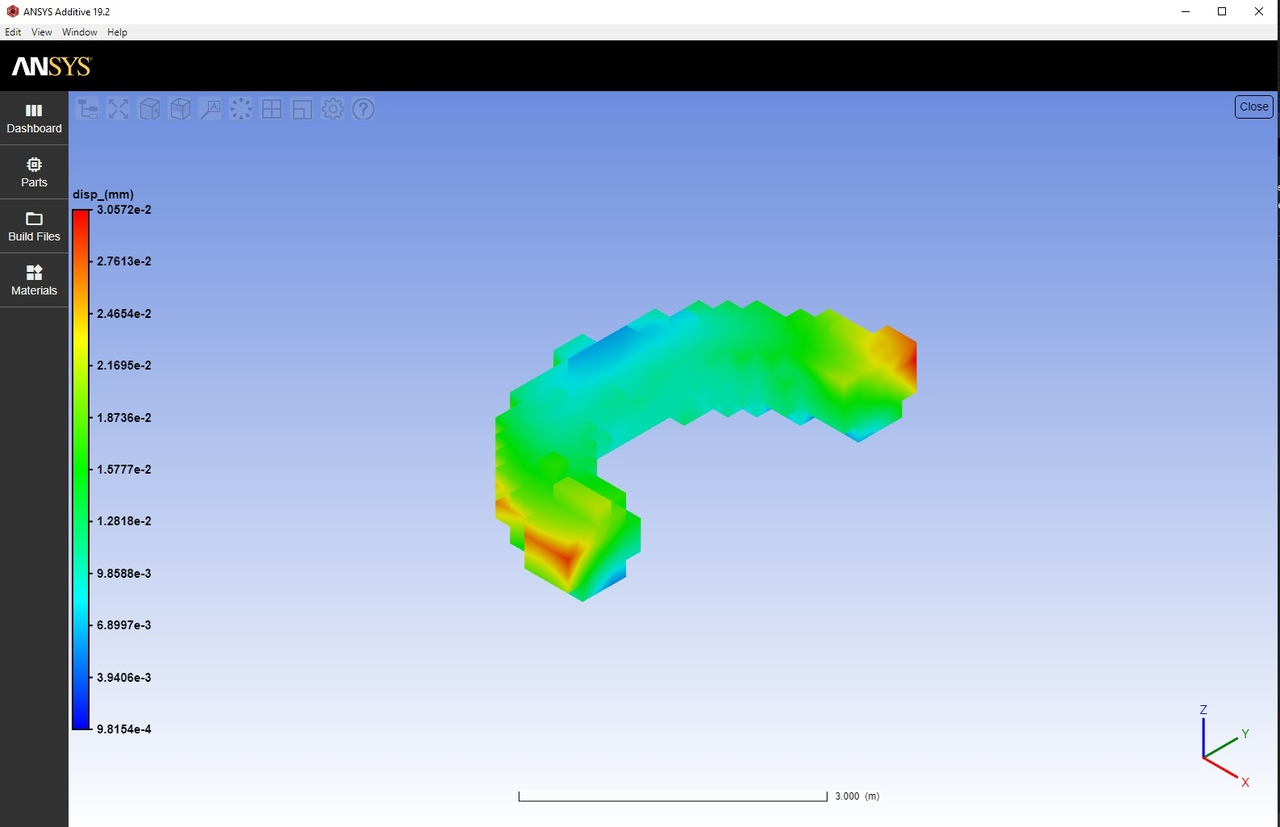 ANSYS Additive 19.2
Edit View Window Help
ANSYS
Close
Dashboard
Parts
Build Files
Materials
disp_(mm)
3.0572e-2
2.7613e-2
2.4654e-2
2.1695e-2
1.8736e-2
1.5777e-2
1.2818e-2
9.8588e-3
6.8997e-3
3.9406e-3
9.8154e-4
Z
Y
X
3.000 (m)